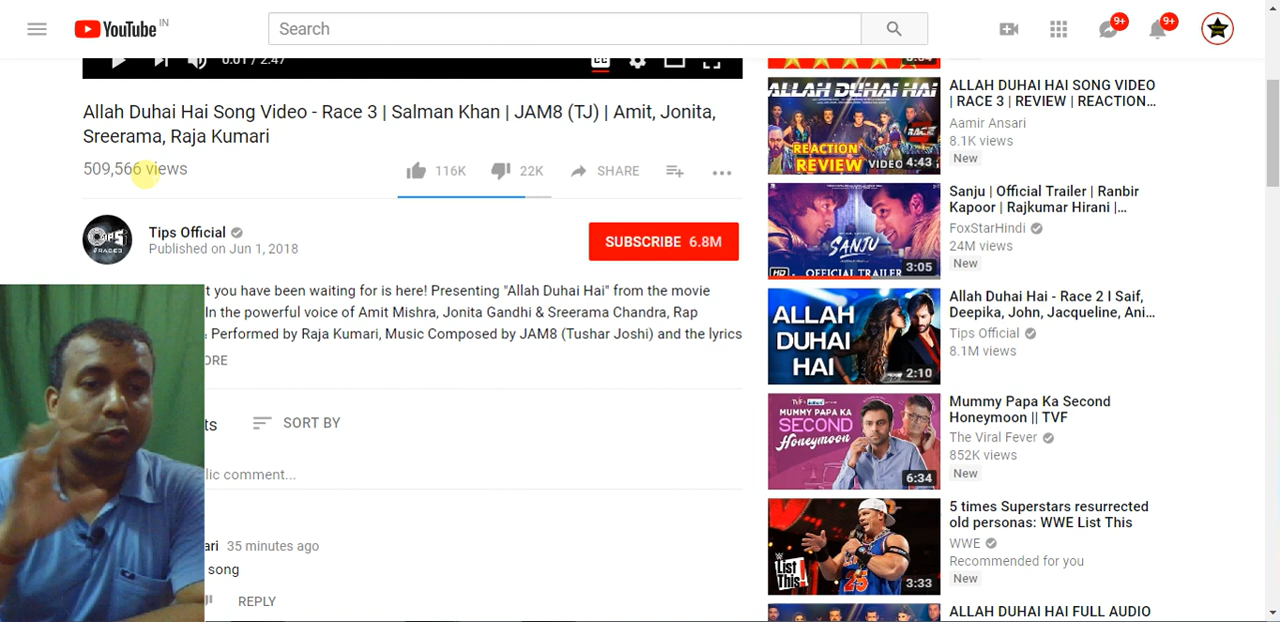 YouTube IN
Search
9+
9+
0:01 / 2:47
CC
Allah Duhai Hai Song Video - Race 3 | Salman Khan | JAM8 (TJ) | Amit, Jonita,
Sreerama, Raja Kumari
509,566 views
116K
22K
SHARE
Tips Official
Published on Jun 1, 2018
SUBSCRIBE 6.8M
t you have been waiting for is here! Presenting "Allah Duhai Hai" from the movie
In the powerful voice of Amit Mishra, Jonita Gandhi & Sreerama Chandra, Rap
Performed by Raja Kumari, Music Composed by JAM8 (Tushar Joshi) and the lyrics
ORE
ts
SORT BY
lic comment...
ari 35 minutes ago
song
REPLY
ALLAH DUHAI HAI
RACE 3
REACTION
REVIEW VIDEO
4:43
ALLAH DUHAI HAI SONG VIDEO
| RACE 3 | REVIEW | REACTION...
Aamir Ansari
8.1K views
New
SANJU
HD OFFICIAL TRAILER
3:05
Sanju | Official Trailer | Ranbir
Kapoor | Rajkumar Hirani |...
FoxStarHindi
24M views
New
ALLAH
DUHAI
HAI
2:10
Allah Duhai Hai - Race 2 I Saif,
Deepika, John, Jacqueline, Ani...
Tips Official
8.1M views
MUMMY PAPA KA
SECOND
Honeymoon
6:34
Mummy Papa Ka Second
Honeymoon || TVF
The Viral Fever
852K views
New
List
This!
3:33
5 times Superstars resurrected
old personas: WWE List This
WWE
Recommended for you
New
ALLAH DUHAI HAI FULL AUDIO